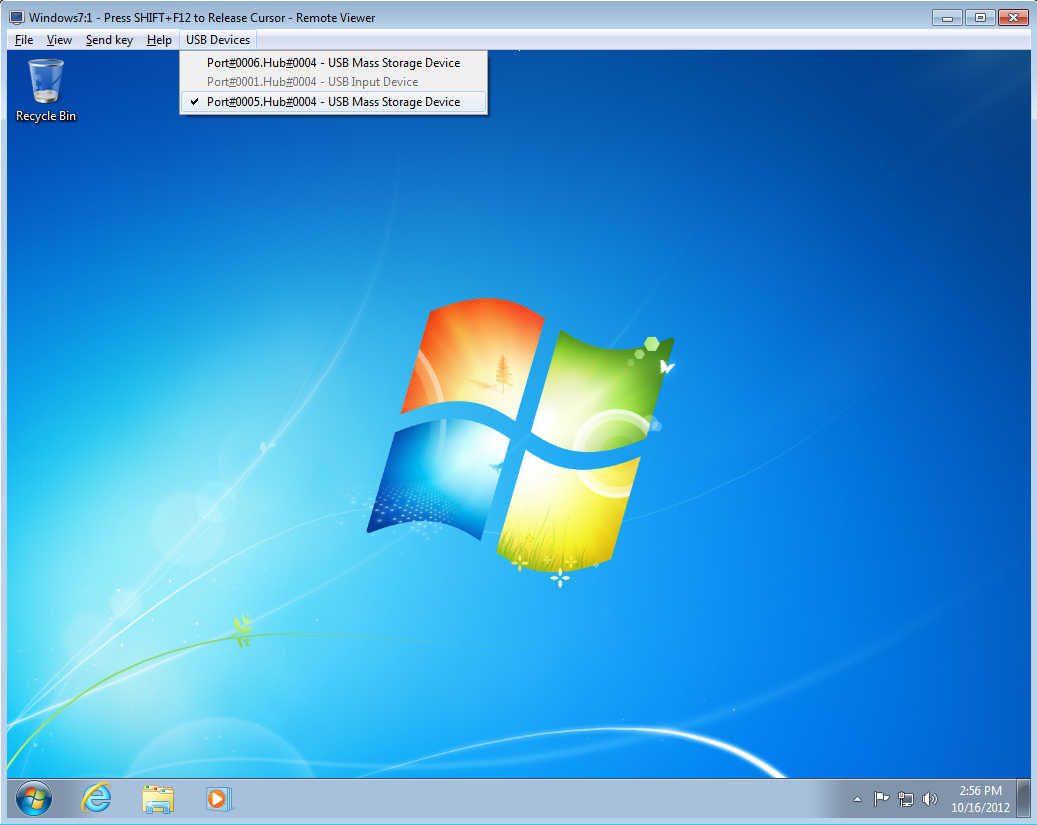 Windows7:1 - Press SHIFT+F12 to Release Cursor - Remote Viewer
File View Send key Help USB Devices
Port#0006.Hub#0004 - USB Mass Storage Device
Port#0001.Hub#0004 - USB Input Device
✔ Port#0005.Hub#0004 - USB Mass Storage Device
Recycle Bin
2:56 PM
10/16/2012